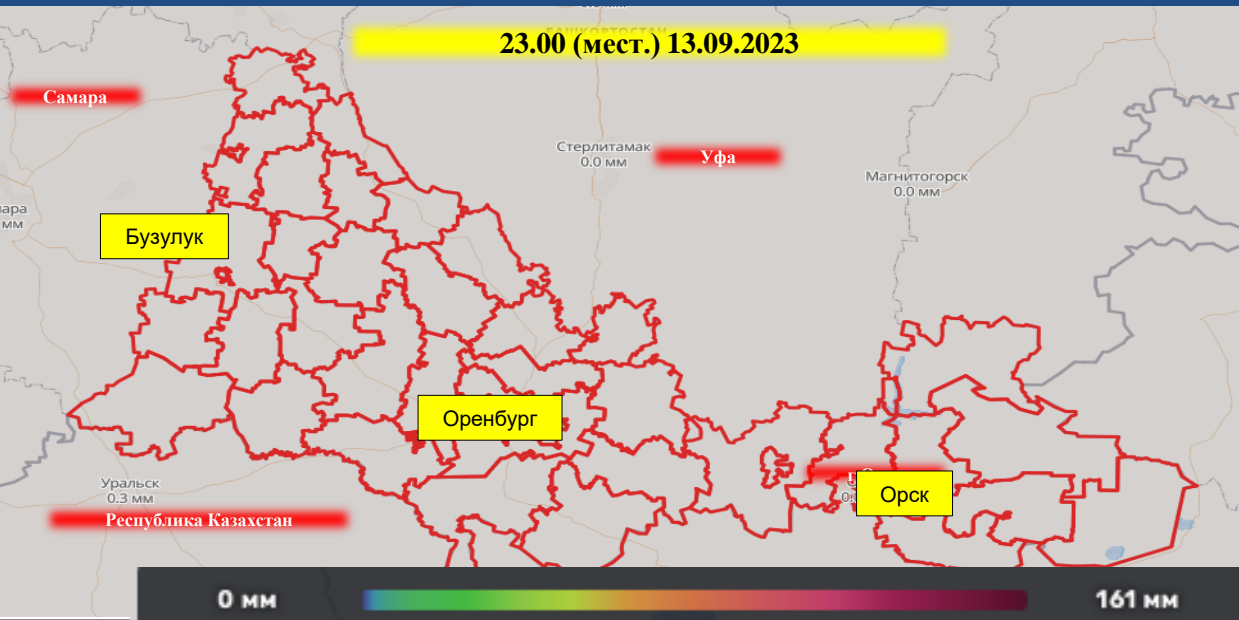 23.00 (мест.) 13.09.2023
Самара
Стерлитамак
0.0 мм
Уфа
Магнитогорск
0.0 мм
мм
Бузулук
Оренбург
Уральск
0.3 мм
Орск
Республика Казахстан
0 мм
161 мм